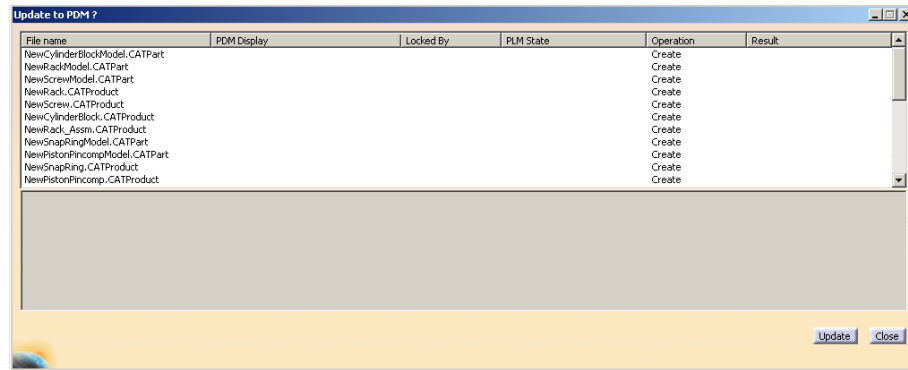 Update to PDM ?
File name PDM Display Locked By PLM State Operation Result
NewCylinderBlockModel.CATPart Create
NewRackModel.CATPart Create
NewScrewModel.CATPart Create
NewRack.CATProduct Create
NewScrew.CATProduct Create
NewCylinderBlock.CATProduct Create
NewRack_Assm.CATProduct Create
NewSnapRingModel.CATPart Create
NewPistonPincompModel.CATPart Create
NewSnapRing.CATProduct Create
NewPistonPincomp.CATProduct Create
Update Close